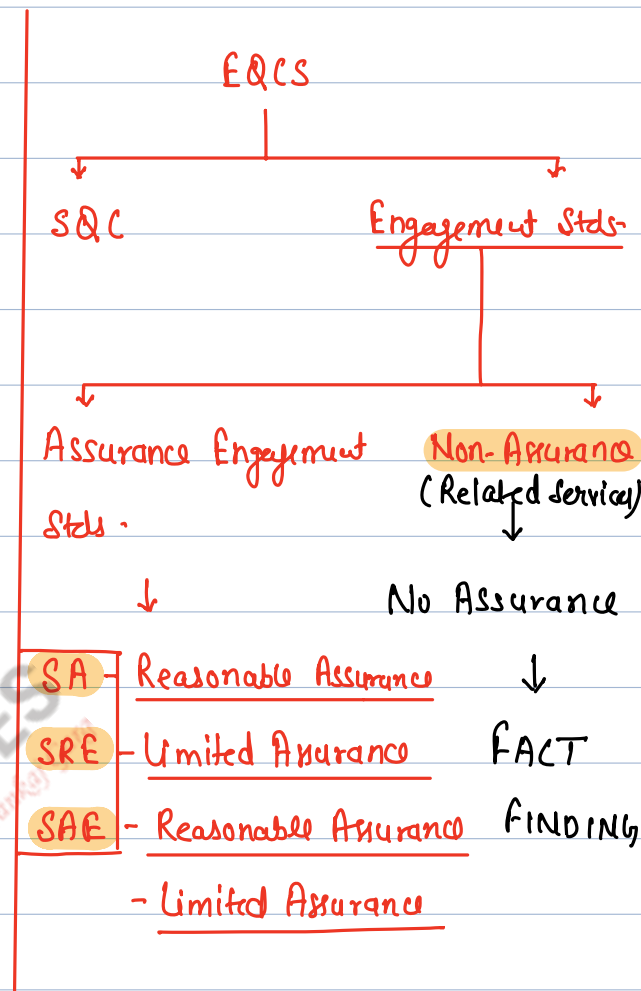 EQCS
SQC
Engagement Stds-
Assurance Engagement
Stds.
Non-Assurance
(Related Service)
No Assurance
SA - Reasonable Assurance
SRE - Limited Assurance
FACT
SAE - Reasonable Assurance
FINDING
- Limited Assurance
ES